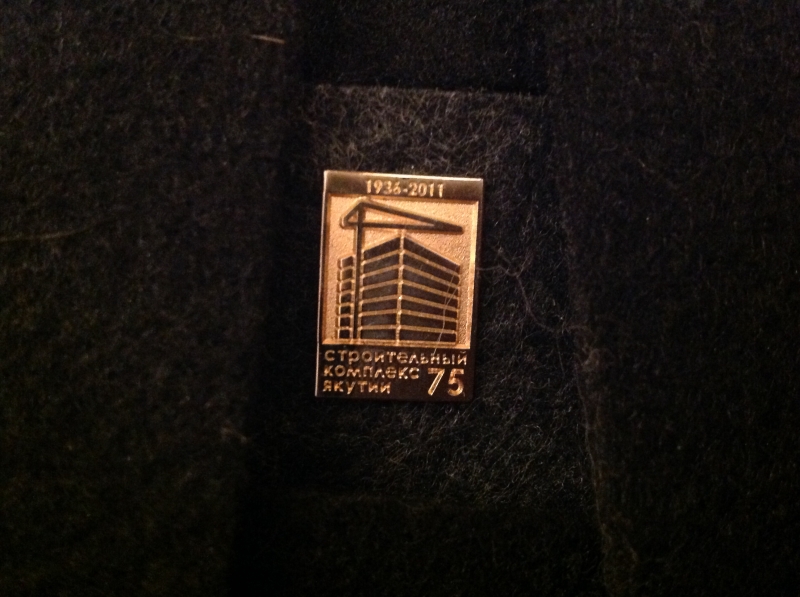 1936-2011
строительный
комплекс
якутии 75